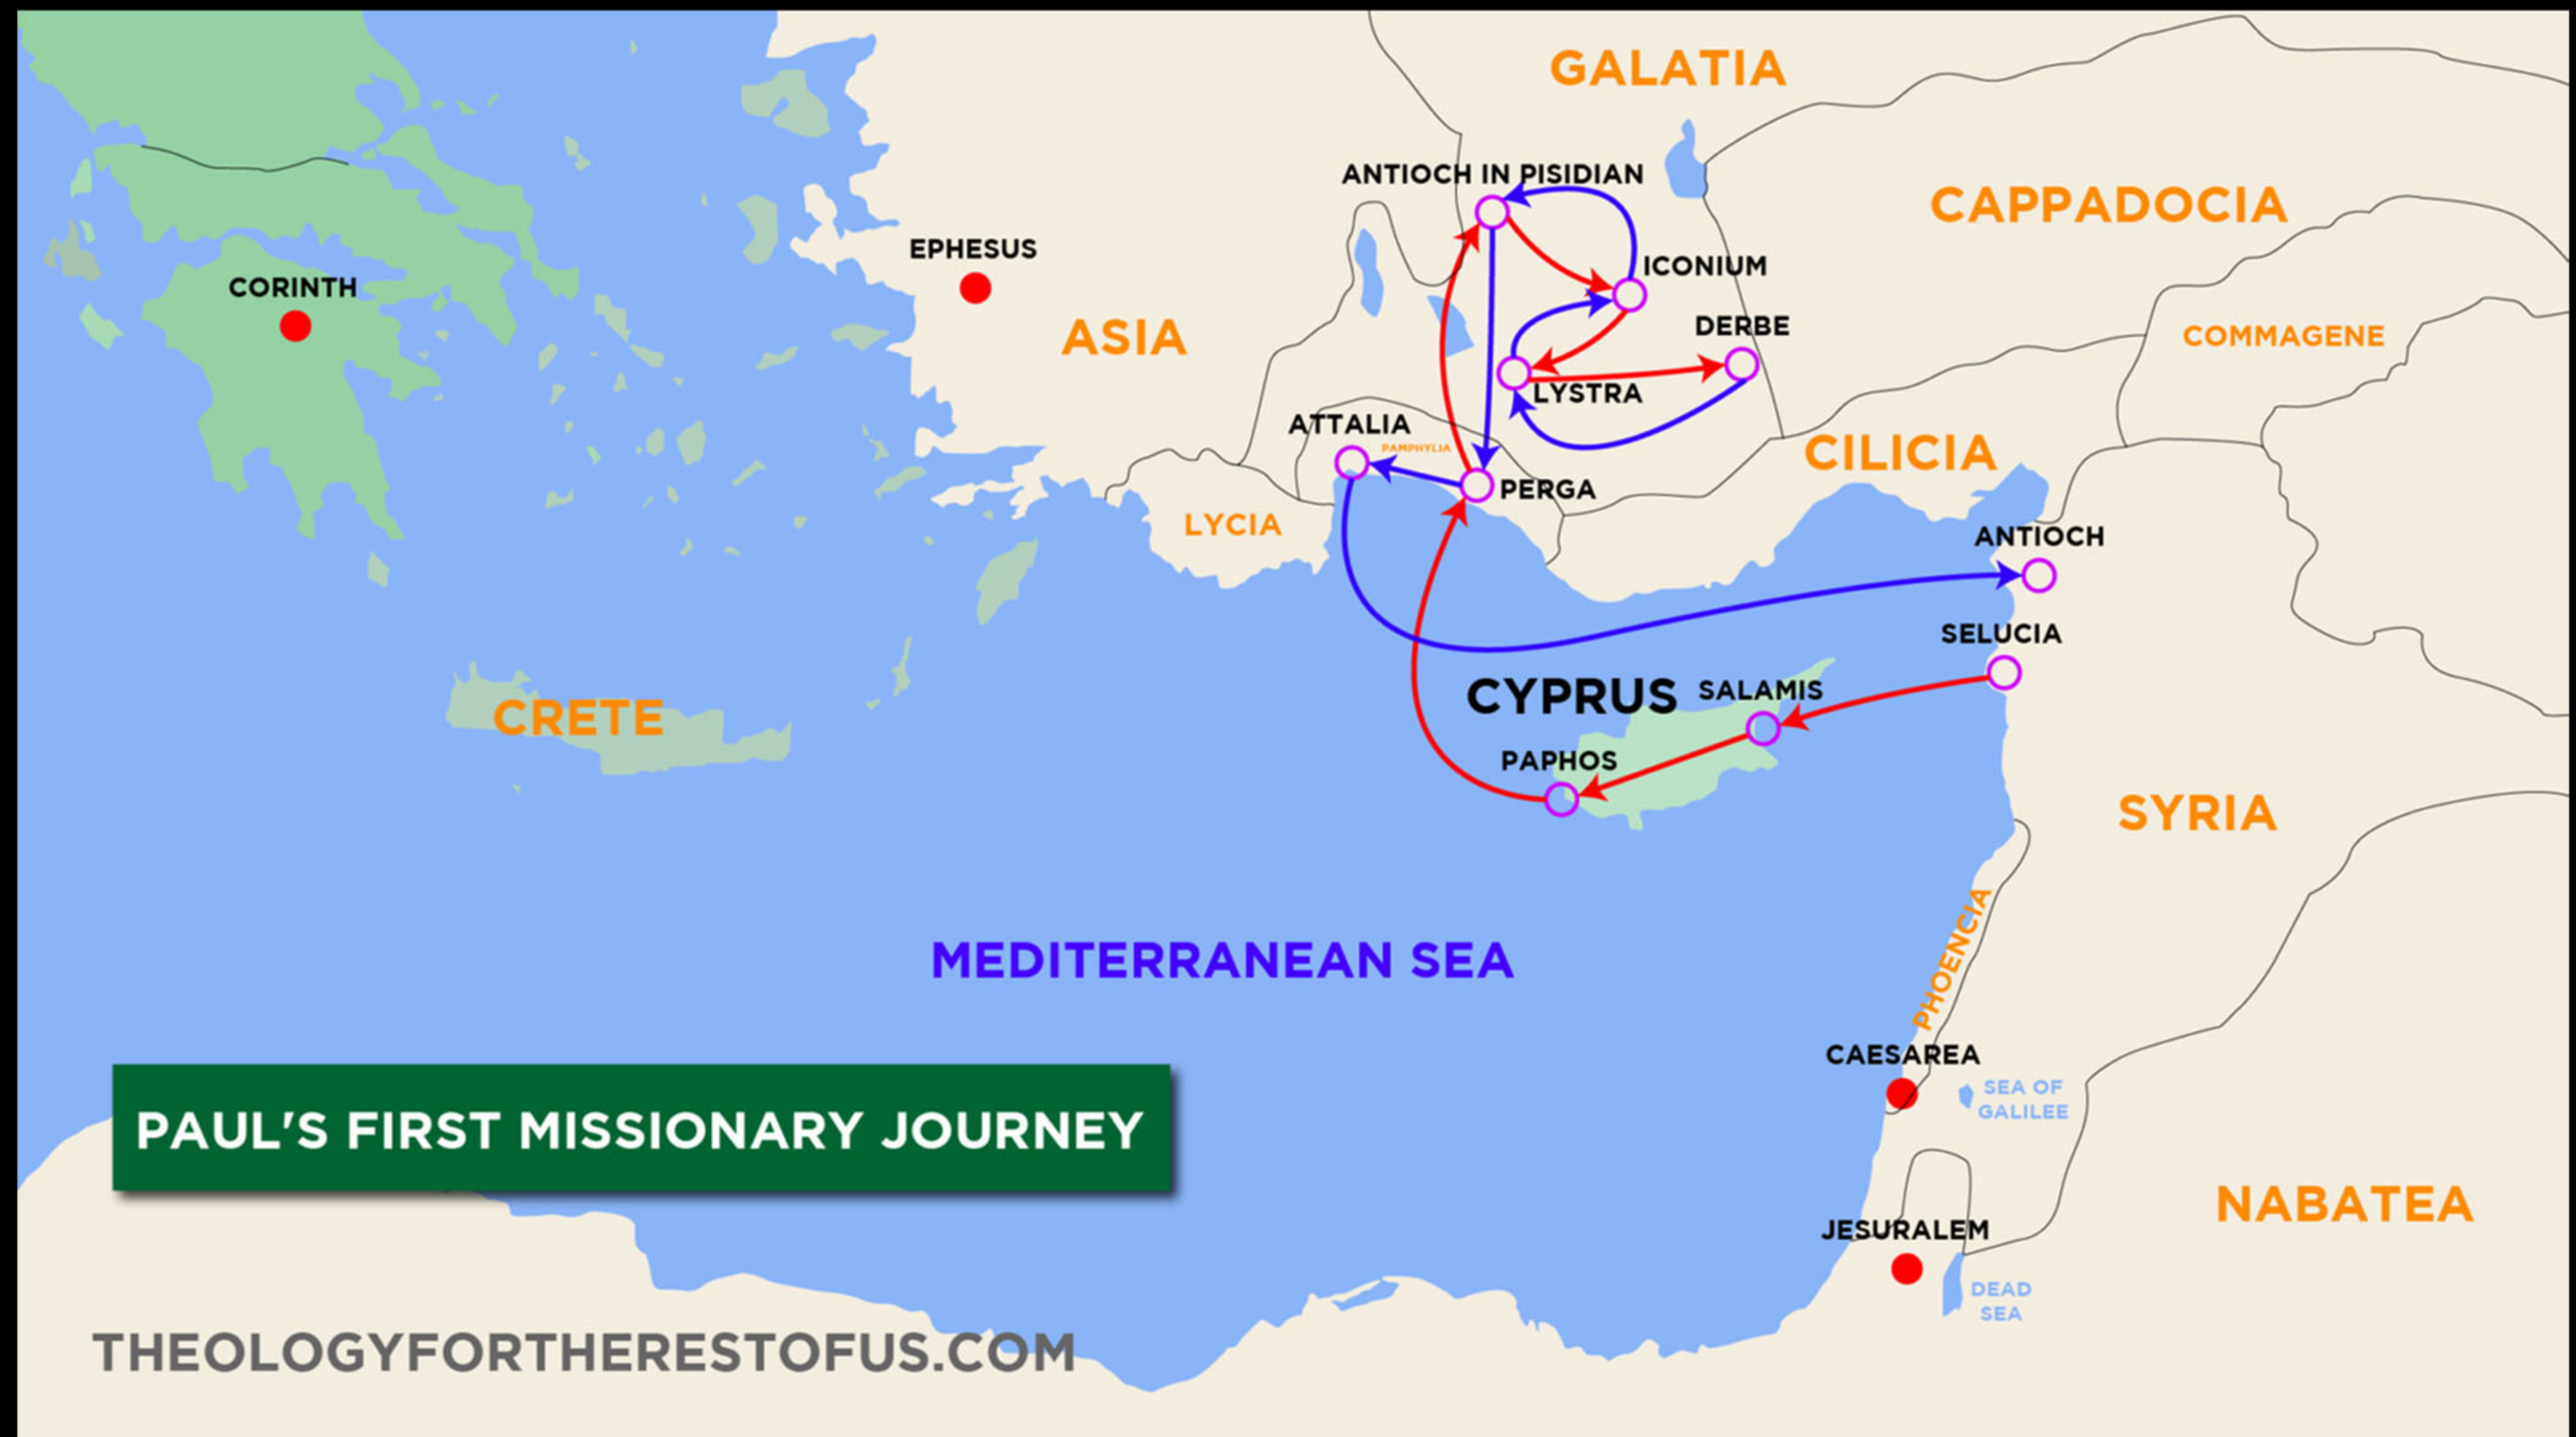 GALATIA
ANTIOCH IN PISIDIAN
CAPPADOCIA
EPHESUS
ICONIUM
CORINTH
DERBE
ASIA
COMMAGENE
LYSTRA
ATTALIA
PAMPHYLIA
CILICIA
PERGA
LYCIA
ANTIOCH
SELUCIA
CYPRUS
SALAMIS
CRETE
PAPHOS
SYRIA
MEDITERRANEAN SEA
PHOENCIA
CAESAREA
SEA OF
GALILEE
PAUL'S FIRST MISSIONARY JOURNEY
NABATEA
JESURALEM
DEAD
SEA
THEOLOGYFORTHERESTOFUS.COM